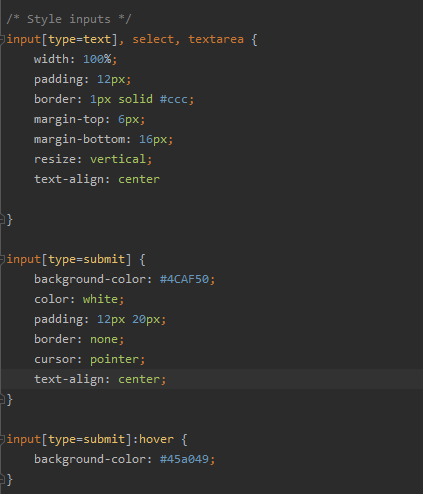 /* Style inputs */
input[type=text], select, textarea {
    width: 100%;
    padding: 12px;
    border: 1px solid #ccc;
    margin-top: 6px;
    margin-bottom: 16px;
    resize: vertical;
    text-align: center
}
input[type=submit] {
    background-color: #4CAF50;
    color: white;
    padding: 12px 20px;
    border: none;
    cursor: pointer;
    text-align: center;
}
input[type=submit]:hover {
    background-color: #45a049;
}